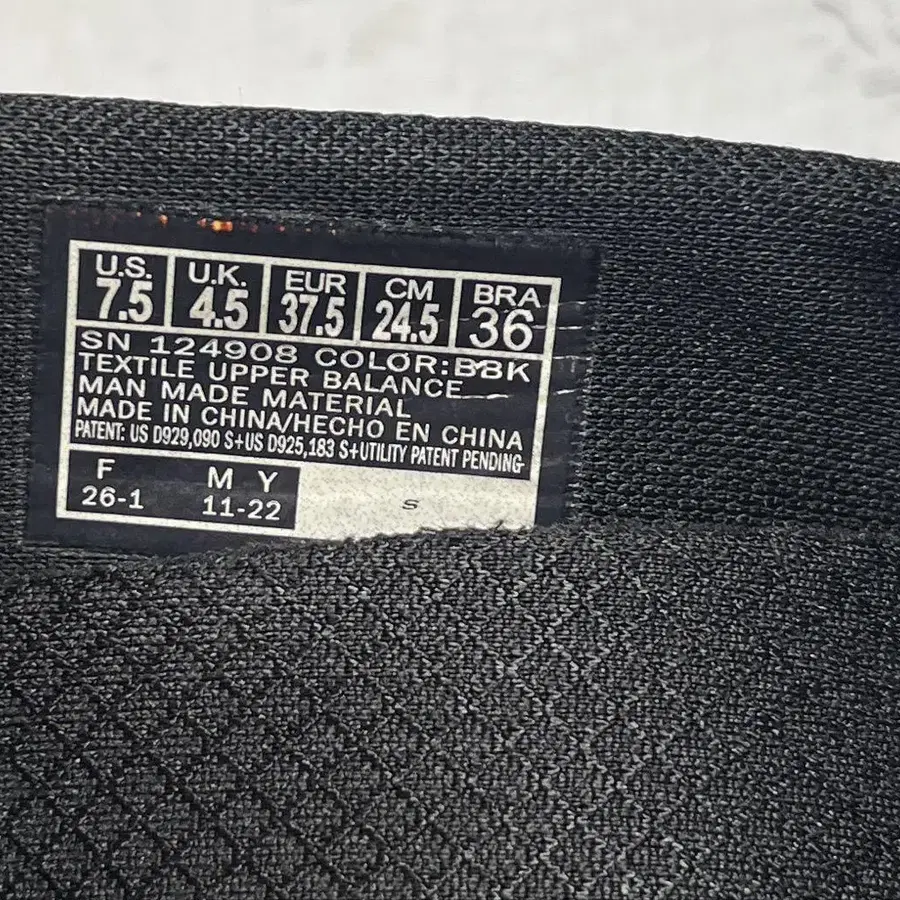 U.S. U.K. EUR CM BRA
7.5 4.5 37.5 24.5 36
SN 124908 COLOR:BBK
TEXTILE UPPER BALANCE
MAN MADE MATERIAL
MADE IN CHINA/HECHO EN CHINA
PATENT: US D929,090 S+US D925,183 S+UTILITY PATENT PENDING
F M Y
26-1 11-22
S